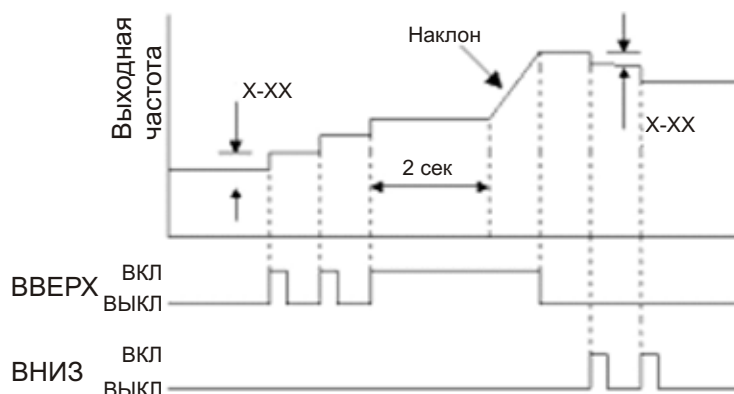 Выходная
частота
Наклон
X-XX
X-XX
2 сек
ВВЕРХ
ВКЛ
ВЫКЛ
ВНИЗ
ВКЛ
ВЫКЛ